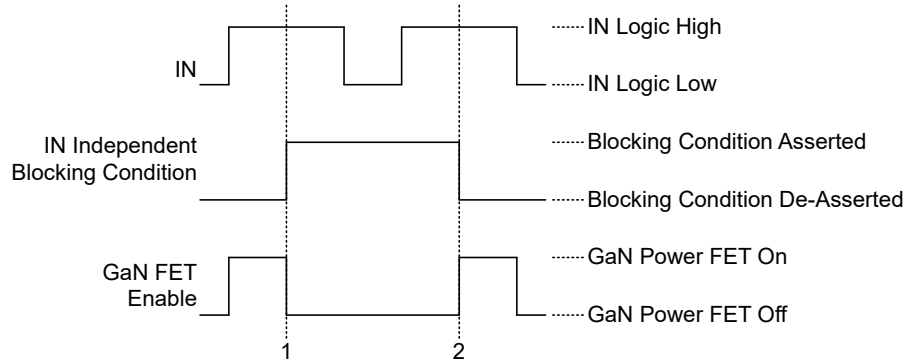 IN
IN Logic High
IN Logic Low
IN Independent
Blocking Condition
Blocking Condition Asserted
Blocking Condition De-Asserted
GaN FET
Enable
GaN Power FET On
GaN Power FET Off
1
2